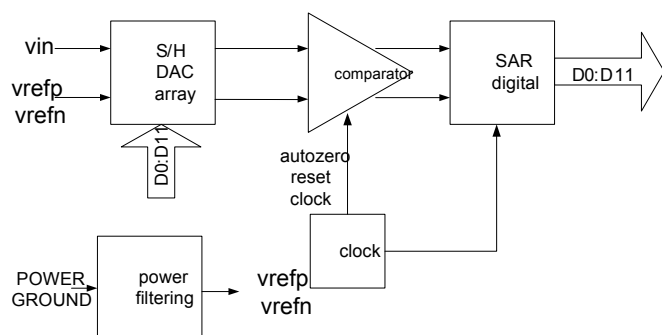 vin
vrefp
vrefn
S/H
DAC
array
comparator
SAR
digital
D0:D11
D0:D11
autozero
reset
clock
clock
POWER
GROUND
power
filtering
vrefp
vrefn